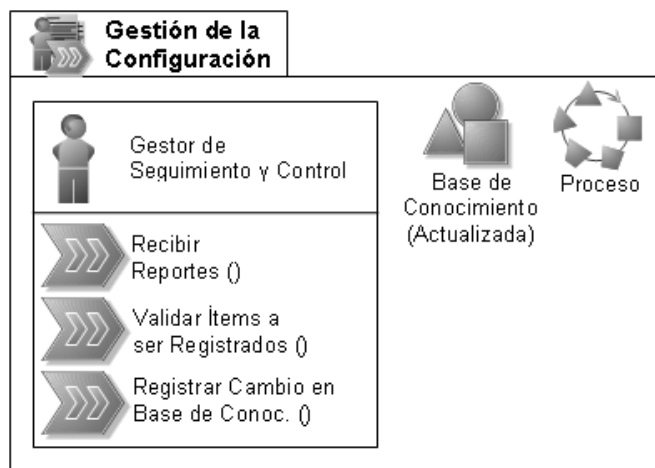 Gestión de la
Configuración
Gestor de
Seguimiento y Control
Recibir
Reportes ()
Validar Ítems a
ser Registrados ()
Registrar Cambio en
Base de Conoc. ()
Base de
Conocimiento
(Actualizada)
Proceso